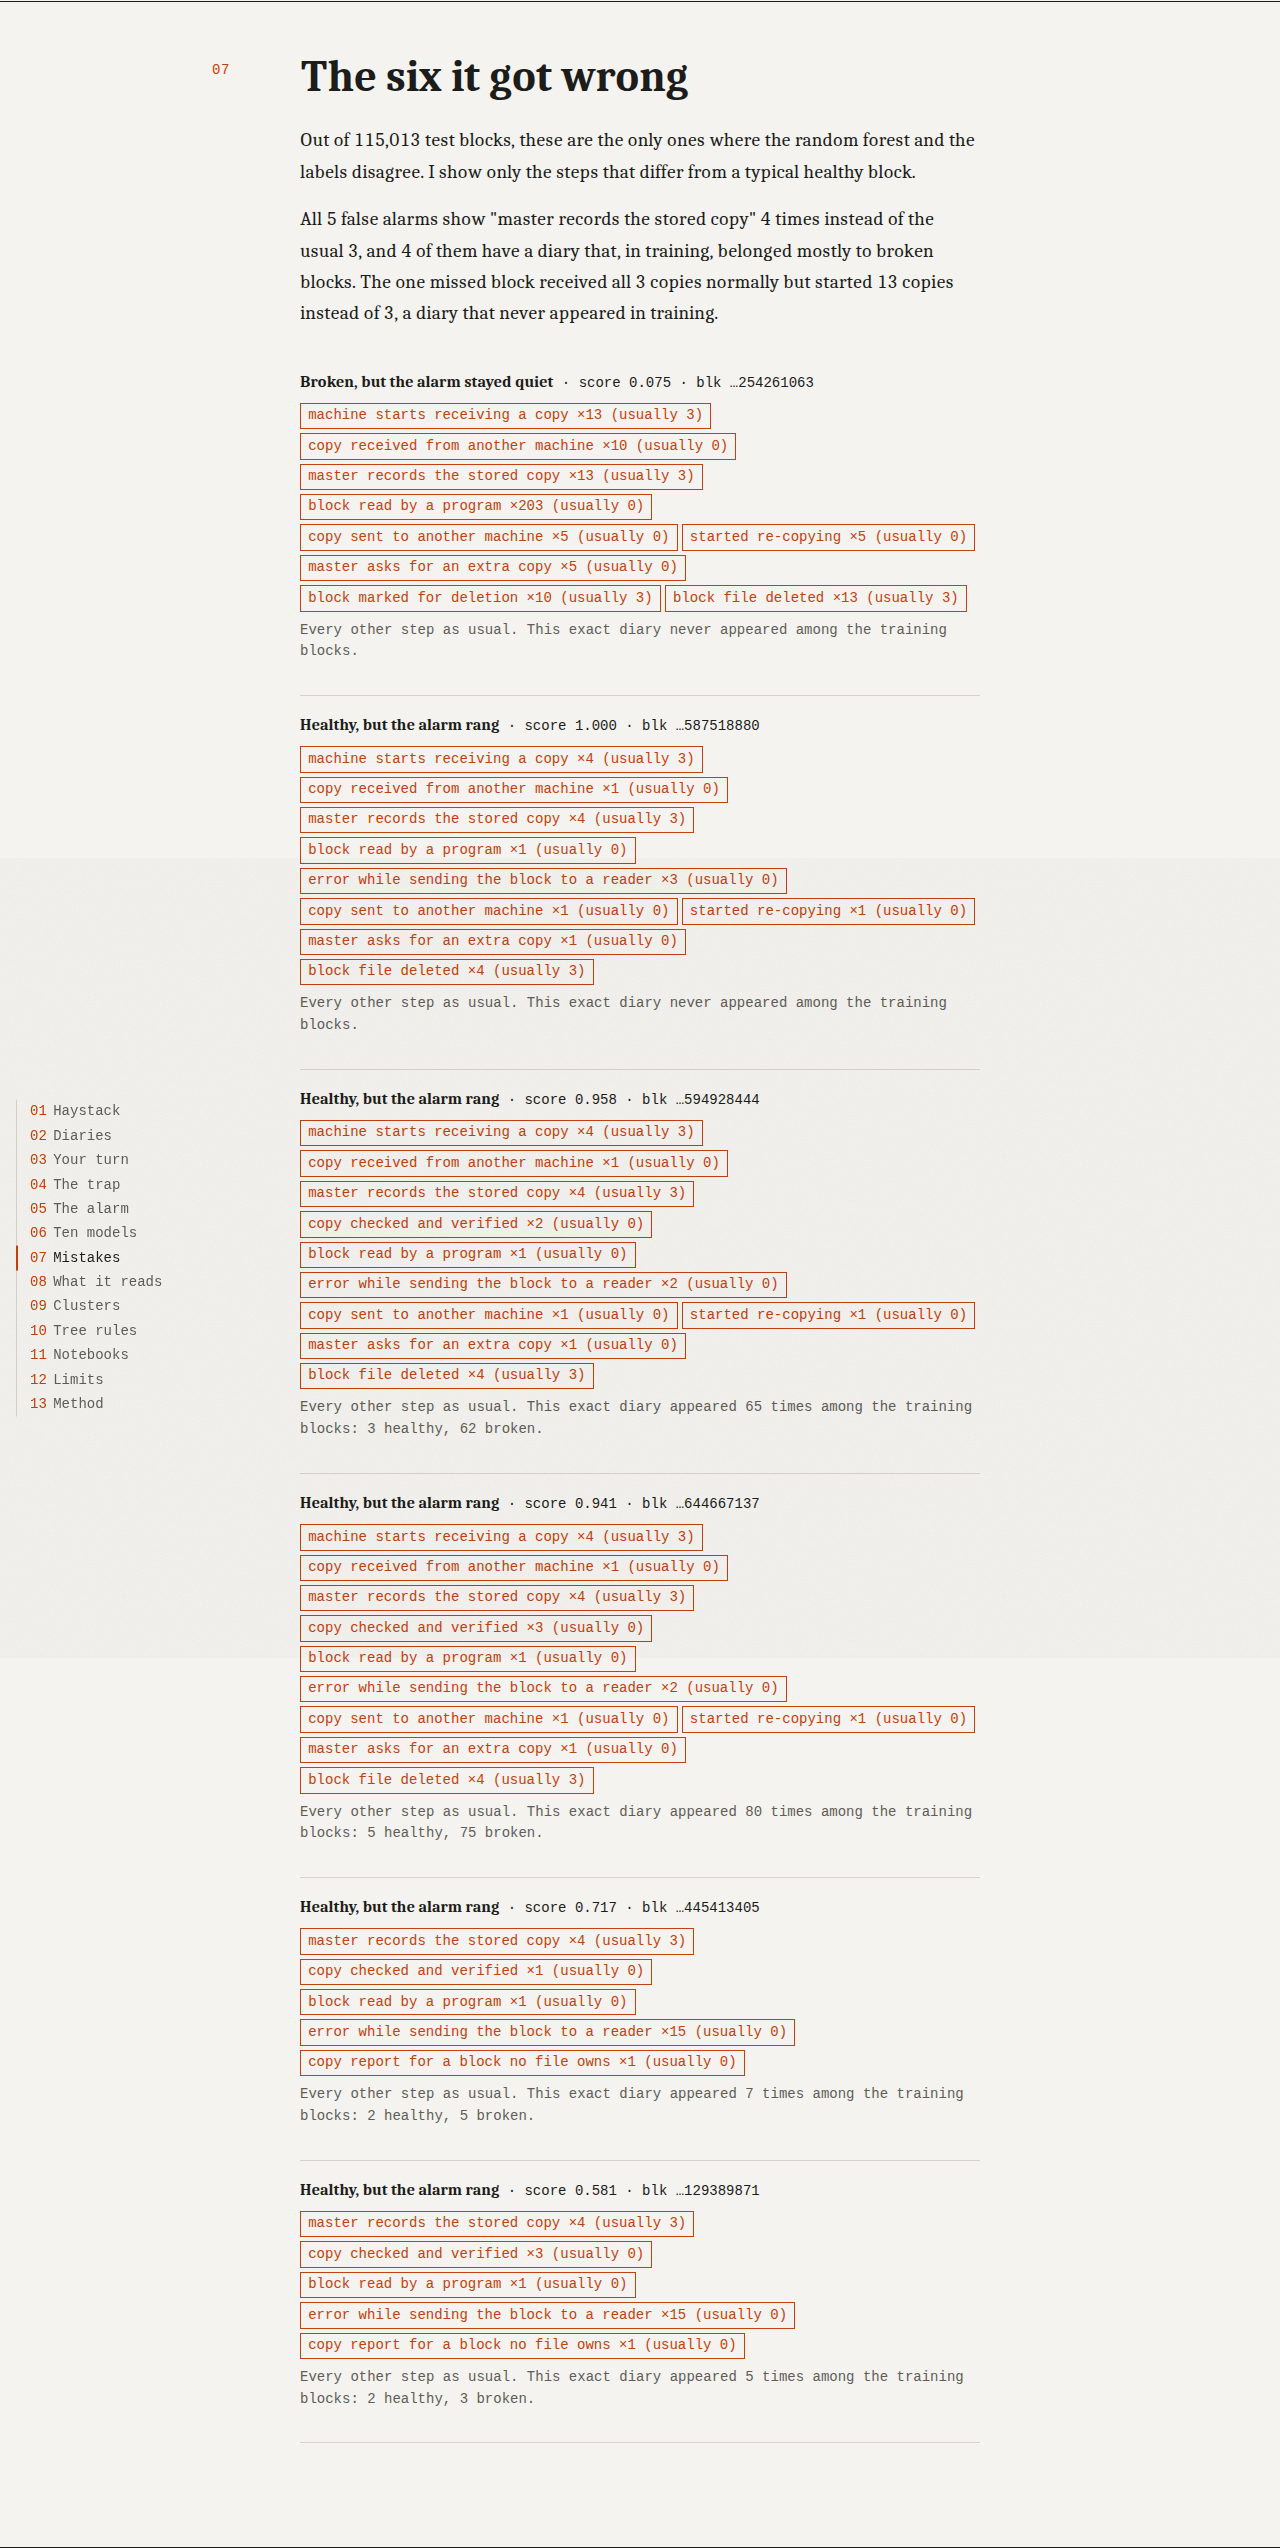 07
The six it got wrong
Out of 115,013 test blocks, these are the only ones where the random forest and the
labels disagree. I show only the steps that differ from a typical healthy block.
All 5 false alarms show "master records the stored copy" 4 times instead of the
usual 3, and 4 of them have a diary that, in training, belonged mostly to broken
blocks. The one missed block received all 3 copies normally but started 13 copies
instead of 3, a diary that never appeared in training.
Broken, but the alarm stayed quiet · score 0.075 · blk …254261063
machine starts receiving a copy ×13 (usually 3)
copy received from another machine ×10 (usually 0)
master records the stored copy ×13 (usually 3)
block read by a program ×203 (usually 0)
copy sent to another machine ×5 (usually 0) started re-copying ×5 (usually 0)
master asks for an extra copy ×5 (usually 0)
block marked for deletion ×10 (usually 3) block file deleted ×13 (usually 3)
Every other step as usual. This exact diary never appeared among the training
blocks.
Healthy, but the alarm rang · score 1.000 · blk …587518880
machine starts receiving a copy ×4 (usually 3)
copy received from another machine ×1 (usually 0)
master records the stored copy ×4 (usually 3)
block read by a program ×1 (usually 0)
error while sending the block to a reader ×3 (usually 0)
copy sent to another machine ×1 (usually 0) started re-copying ×1 (usually 0)
master asks for an extra copy ×1 (usually 0)
block file deleted ×4 (usually 3)
Every other step as usual. This exact diary never appeared among the training
blocks.
Healthy, but the alarm rang · score 0.958 · blk …594928444
machine starts receiving a copy ×4 (usually 3)
copy received from another machine ×1 (usually 0)
master records the stored copy ×4 (usually 3)
copy checked and verified ×2 (usually 0)
block read by a program ×1 (usually 0)
error while sending the block to a reader ×2 (usually 0)
copy sent to another machine ×1 (usually 0) started re-copying ×1 (usually 0)
master asks for an extra copy ×1 (usually 0)
block file deleted ×4 (usually 3)
Every other step as usual. This exact diary appeared 65 times among the training
blocks: 3 healthy, 62 broken.
01 Haystack
02 Diaries
03 Your turn
04 The trap
05 The alarm
06 Ten models
07 Mistakes
08 What it reads
09 Clusters
10 Tree rules
11 Notebooks
12 Limits
13 Method
Healthy, but the alarm rang · score 0.941 · blk …644667137
machine starts receiving a copy ×4 (usually 3)
copy received from another machine ×1 (usually 0)
master records the stored copy ×4 (usually 3)
copy checked and verified ×3 (usually 0)
block read by a program ×1 (usually 0)
error while sending the block to a reader ×2 (usually 0)
copy sent to another machine ×1 (usually 0) started re-copying ×1 (usually 0)
master asks for an extra copy ×1 (usually 0)
block file deleted ×4 (usually 3)
Every other step as usual. This exact diary appeared 80 times among the training
blocks: 5 healthy, 75 broken.
Healthy, but the alarm rang · score 0.717 · blk …445413405
master records the stored copy ×4 (usually 3)
copy checked and verified ×1 (usually 0)
block read by a program ×1 (usually 0)
error while sending the block to a reader ×15 (usually 0)
copy report for a block no file owns ×1 (usually 0)
Every other step as usual. This exact diary appeared 7 times among the training
blocks: 2 healthy, 5 broken.
Healthy, but the alarm rang · score 0.581 · blk …129389871
master records the stored copy ×4 (usually 3)
copy checked and verified ×3 (usually 0)
block read by a program ×1 (usually 0)
error while sending the block to a reader ×15 (usually 0)
copy report for a block no file owns ×1 (usually 0)
Every other step as usual. This exact diary appeared 5 times among the training
blocks: 2 healthy, 3 broken.